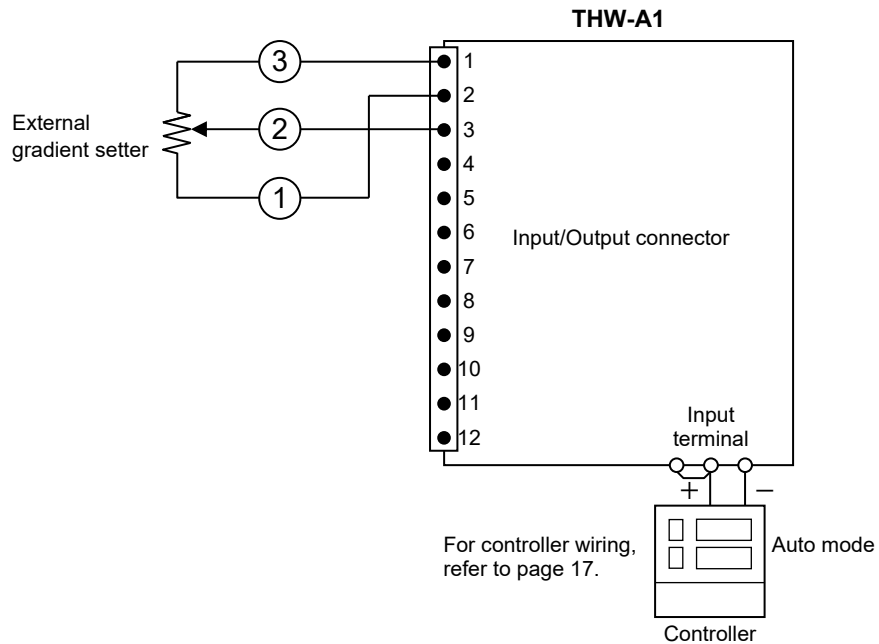 THW-A1
3
1
2
External
gradient setter
2
3
4
1
5
6
Input/Output connector
7
8
9
10
11
12
Input
terminal
+ −
For controller wiring,
refer to page 17.
Auto mode
Controller